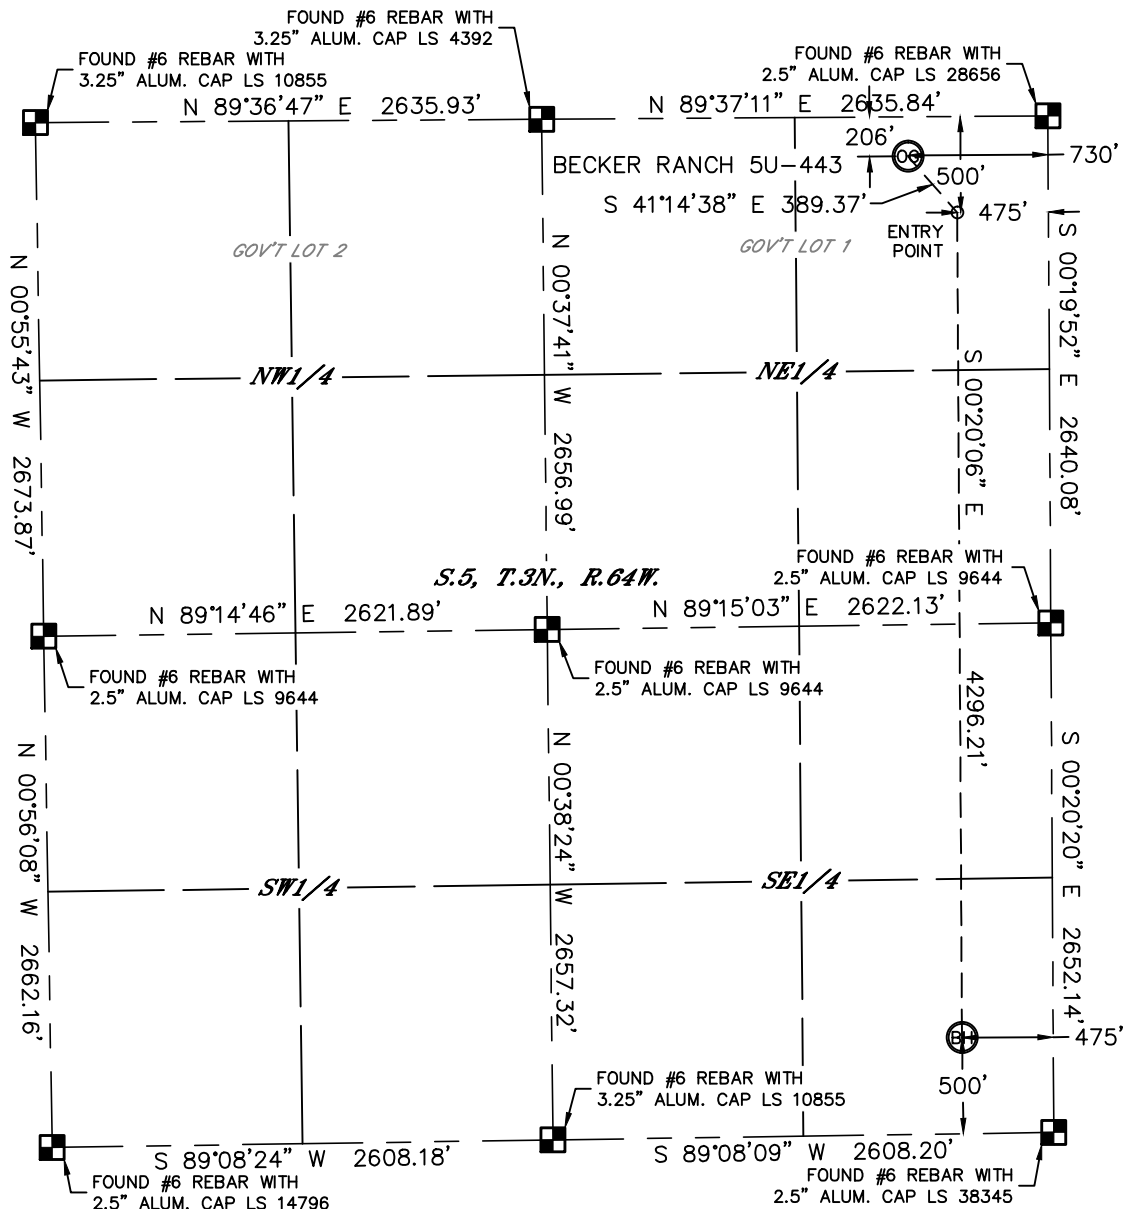 FOUND #6 REBAR WITH
3.25" ALUM. CAP LS 4392
FOUND #6 REBAR WITH
3.25" ALUM. CAP LS 10855
FOUND #6 REBAR WITH
2.5" ALUM. CAP LS 28656
N 89°36'47" E 2635.93'
N 89°37'11" E 2635.84'
206'
BECKER RANCH 5U-443
OG
730'
500'
S 41°14'38" E 389.37'
475'
ENTRY
POINT
GOV'T LOT 2
GOV'T LOT 1
N 00°55'43" W 2673.87'
N 00°37'41" W 2656.99'
S 00°20'06" E 4296.21'
S 00°19'52" E 2640.08'
NW1/4
NE1/4
S.5, T.3N., R.64W.
FOUND #6 REBAR WITH
2.5" ALUM. CAP LS 9644
N 89°14'46" E 2621.89'
N 89°15'03" E 2622.13'
FOUND #6 REBAR WITH
2.5" ALUM. CAP LS 9644
FOUND #6 REBAR WITH
2.5" ALUM. CAP LS 9644
N 00°56'08" W 2662.16'
N 00°38'24" W 2657.32'
S 00°20'20" E 2652.14'
SW1/4
SE1/4
BH
475'
500'
FOUND #6 REBAR WITH
3.25" ALUM. CAP LS 10855
S 89°08'24" W 2608.18'
S 89°08'09" W 2608.20'
FOUND #6 REBAR WITH
2.5" ALUM. CAP LS 14796
FOUND #6 REBAR WITH
2.5" ALUM. CAP LS 38345